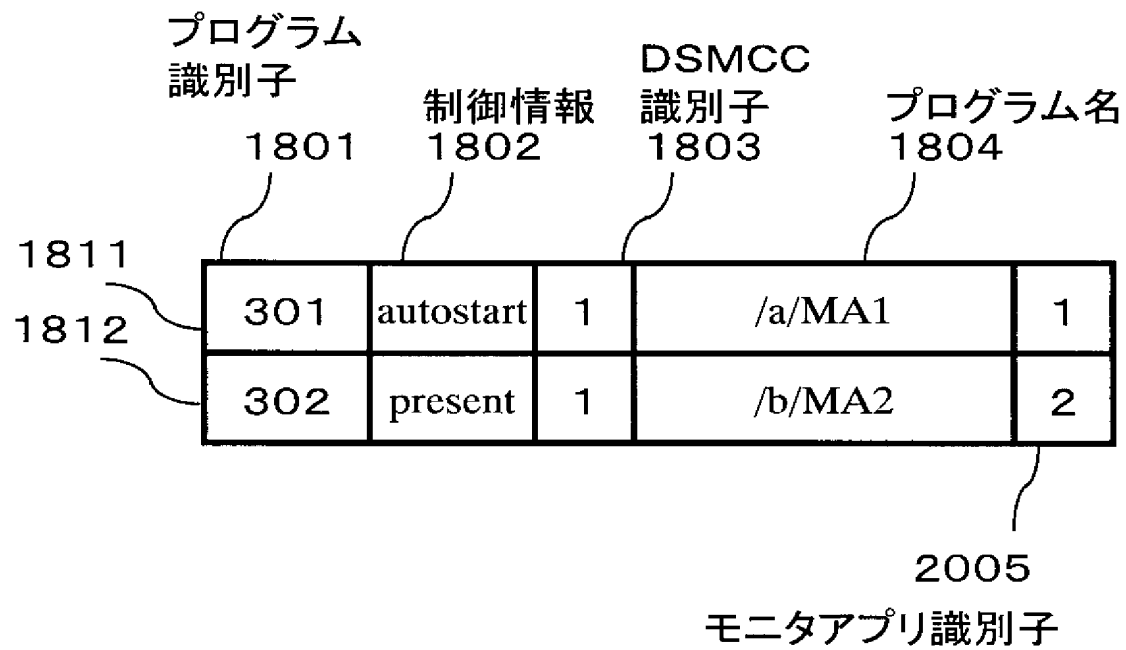 プログラム
識別子
1801
制御情報
1802
DSMCC
識別子
1803
プログラム名
1804
1811
301 autostart 1 /a/MA1 1
1812
302 present 1 /b/MA2 2
2005
モニタアプリ識別子